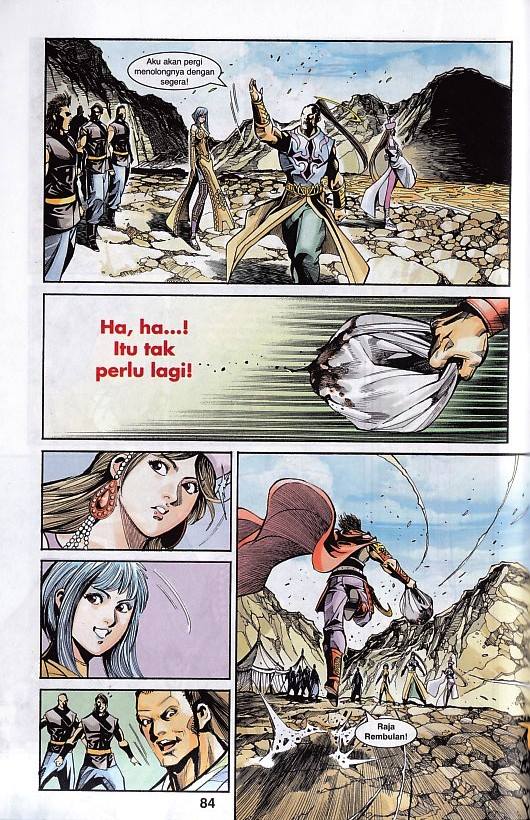 Aku akan pergi
menolongnya dengan
segera!
Ha, ha...!
Itu tak
perlu lagi!
Raja
Rembulan!
84